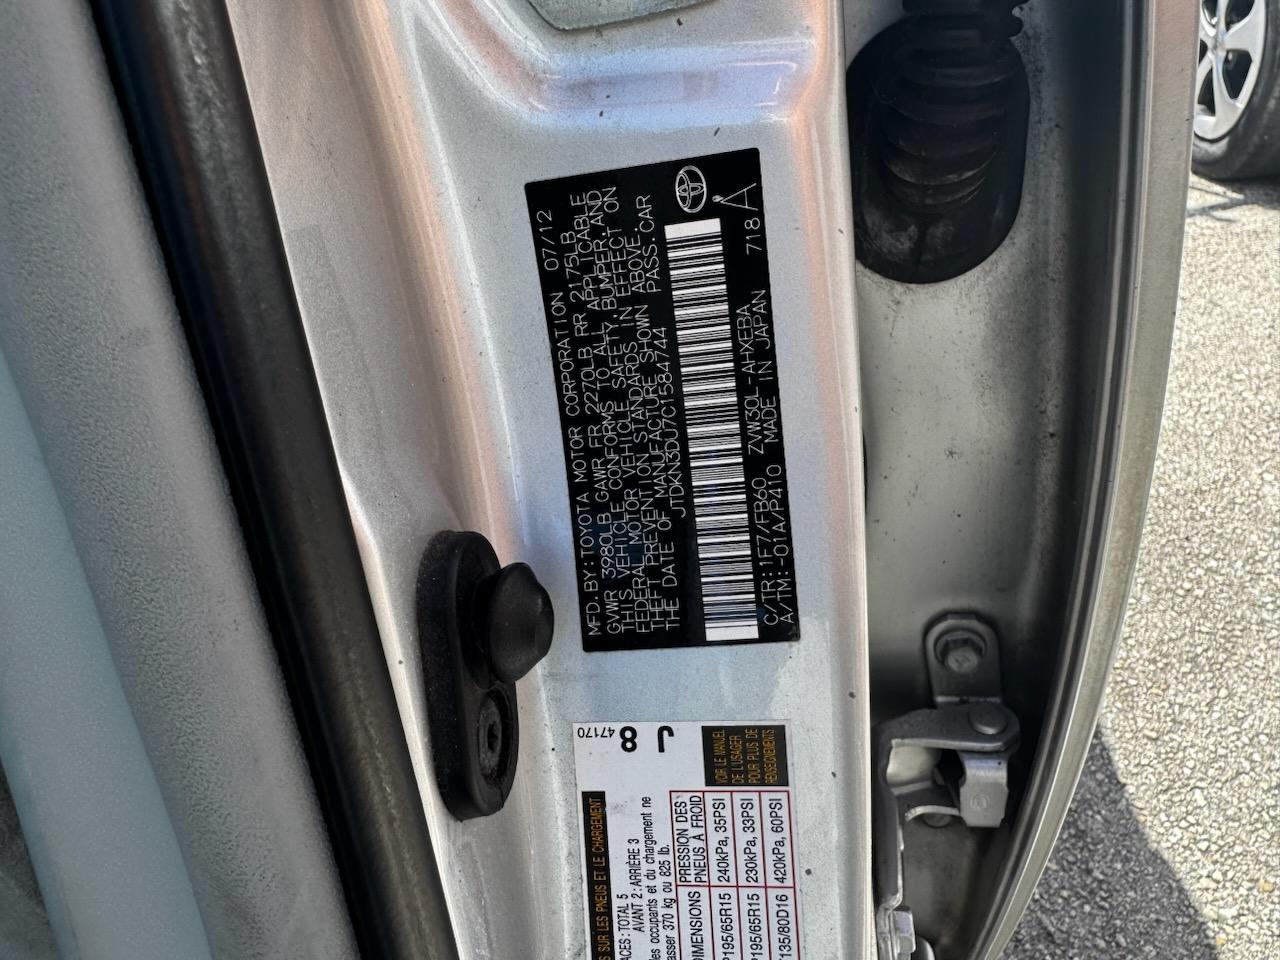 MFD. BY:TOYOTA MOTOR CORPORATION 07/12
GVWR 3980LB GAWR FR 2270LB RR 2175LB
THIS VEHICLE CONFORMS TO ALL APPLICABLE
FEDERAL MOTOR VEHICLE SAFETY, BUMPER, AND
THEFT PREVENTION STANDARDS IN EFFECT ON
THE DATE OF MANUFACTURE SHOWN ABOVE.
JTDKN3DU7C1584744 PASS.CAR
C/TR:1F7/FB60 ZVW30L-AHXEBA 718 A
A/TM:-01A/P410 MADE IN JAPAN
47170
8
J
S SUR LES PNEUS ET LE CHARGEMENT
ACES: TOTAL 5
AVANT 2: ARRIÈRE 3
les occupants et du chargement ne
asser 370 kg ou 825 lb.
DIMENSIONS PRESSION DES PNEUS À FROID
P195/65R15 240kPa, 35PSI
P195/65R15 230kPa, 33PSI
T135/80D16 420kPa, 60PSI
VOIR LE MANUEL
DE L'USAGER
POUR PLUS DE
RENSEIGNEMENTS